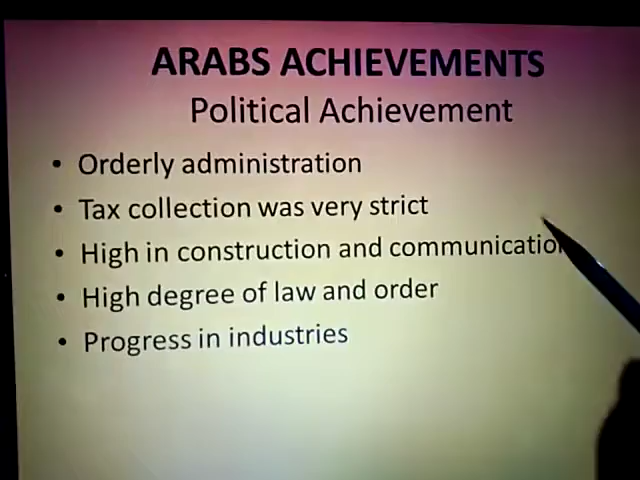 ARABS ACHIEVEMENTS
Political Achievement
• Orderly administration
• Tax collection was very strict
• High in construction and communication
• High degree of law and order
• Progress in industries